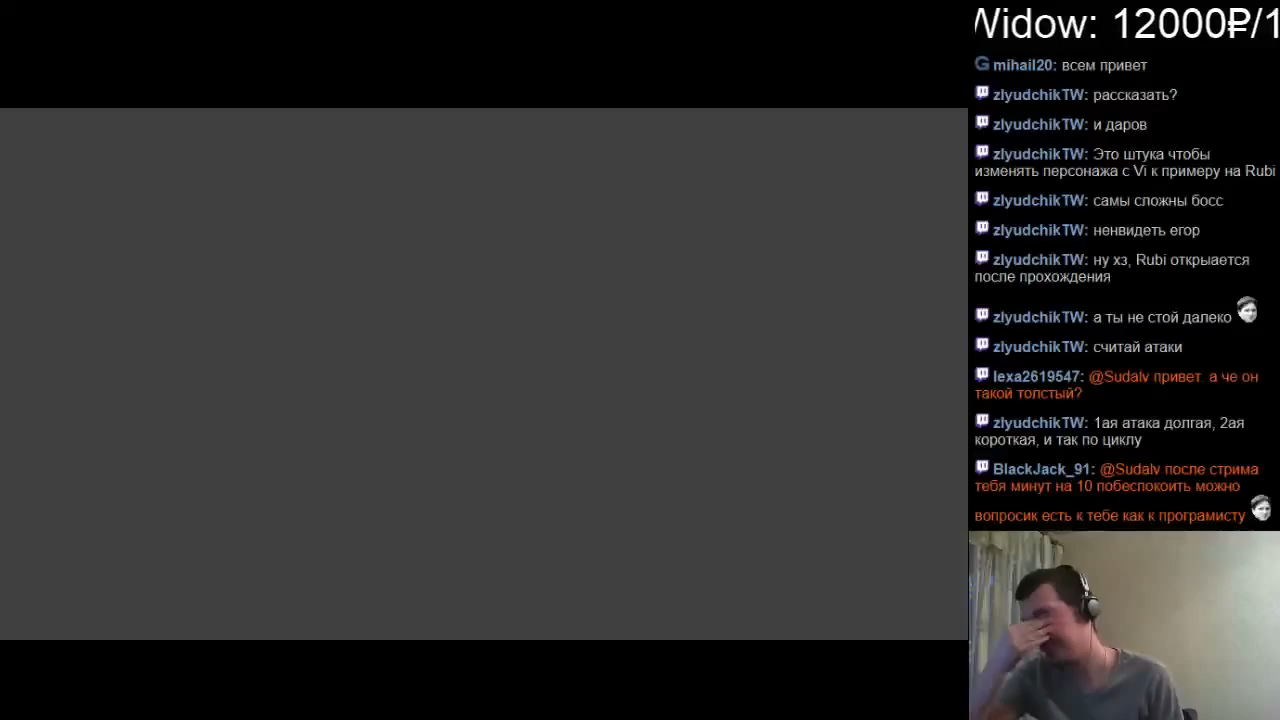 Widow: 12000₽/1
mihail20: всем привет
zlyudchikTW: рассказать?
zlyudchikTW: и даров
zlyudchikTW: Это штука чтобы
изменять персонажа с Vi к примеру на Rubi
zlyudchikTW: самы сложны босс
zlyudchikTW: ненвидеть егор
zlyudchikTW: ну хз, Rubi открыается
после прохождения
zlyudchikTW: а ты не стой далеко
zlyudchikTW: считай атаки
lexa2619547: @Sudalv привет  а че он
такой толстый?
zlyudchikTW: 1ая атака долгая, 2ая
короткая, и так по циклу
BlackJack_91: @Sudalv после стрима
тебя минут на 10 побеспокоить можно
вопросик есть к тебе как к програмисту